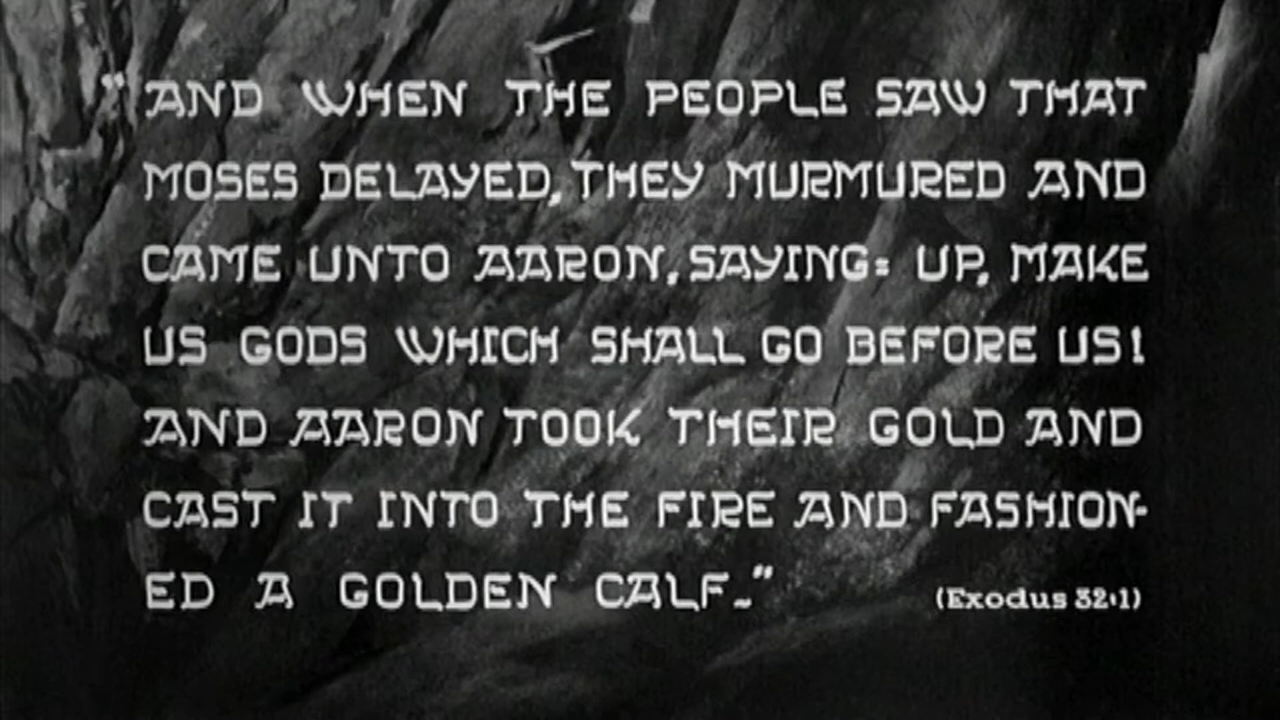 "AND WHEN THE PEOPLE SAW THAT
MOSES DELAYED, THEY MURMURED AND
CAME UNTO AARON, SAYING: UP, MAKE
US GODS WHICH SHALL GO BEFORE US!
AND AARON TOOK THEIR GOLD AND
CAST IT INTO THE FIRE AND FASHION-
ED A GOLDEN CALF_"
(Exodus 32:1)